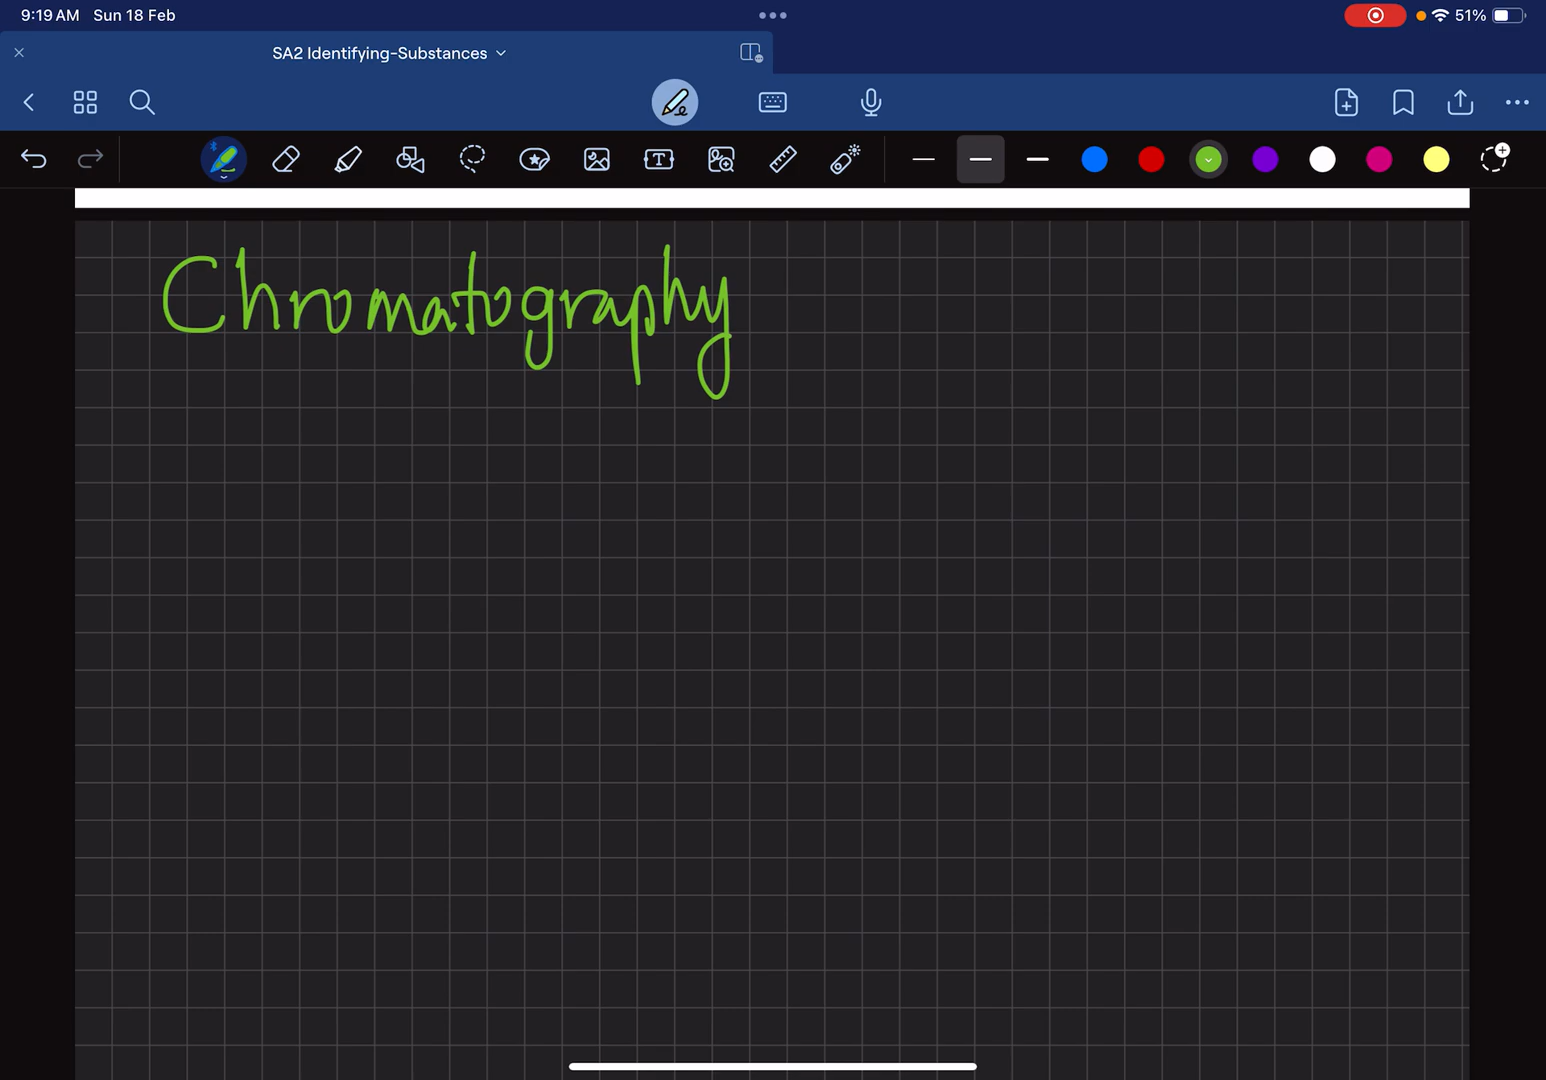 9:19 AM Sun 18 Feb
51%
SA2 Identifying-Substances
T
Chromatography